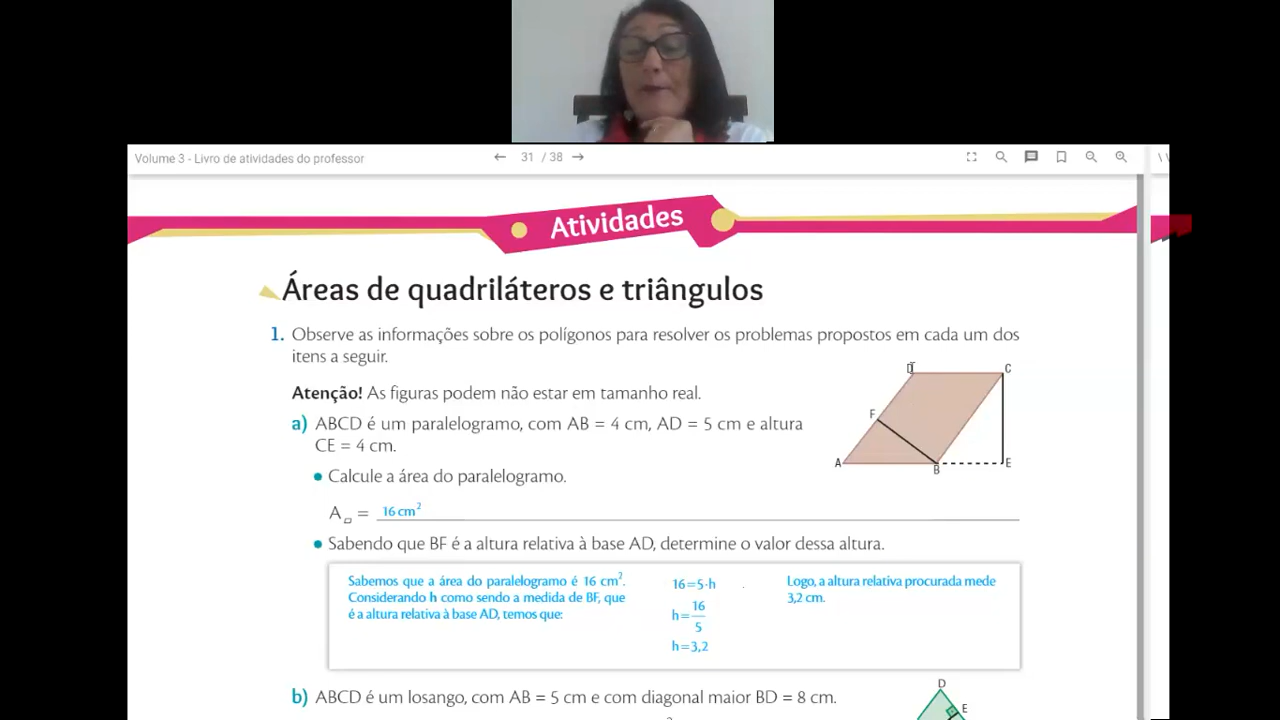 Volume 3 - Livro de atividades do professor
← 31 / 38 →
Atividades
Áreas de quadriláteros e triângulos
1. Observe as informações sobre os polígonos para resolver os problemas propostos em cada um dos
itens a seguir.
Atenção! As figuras podem não estar em tamanho real.
D C
F
A B E
a) ABCD é um paralelogramo, com AB = 4 cm, AD = 5 cm e altura
CE = 4 cm.
• Calcule a área do paralelogramo.
A▱ = 16 cm²
• Sabendo que BF é a altura relativa à base AD, determine o valor dessa altura.
Sabemos que a área do paralelogramo é 16 cm².
Considerando h como sendo a medida de BF, que
é a altura relativa à base AD, temos que:
16=5·h
h=16/5
h=3,2
Logo, a altura relativa procurada mede
3,2 cm.
b) ABCD é um losango, com AB = 5 cm e com diagonal maior BD = 8 cm.
D
E